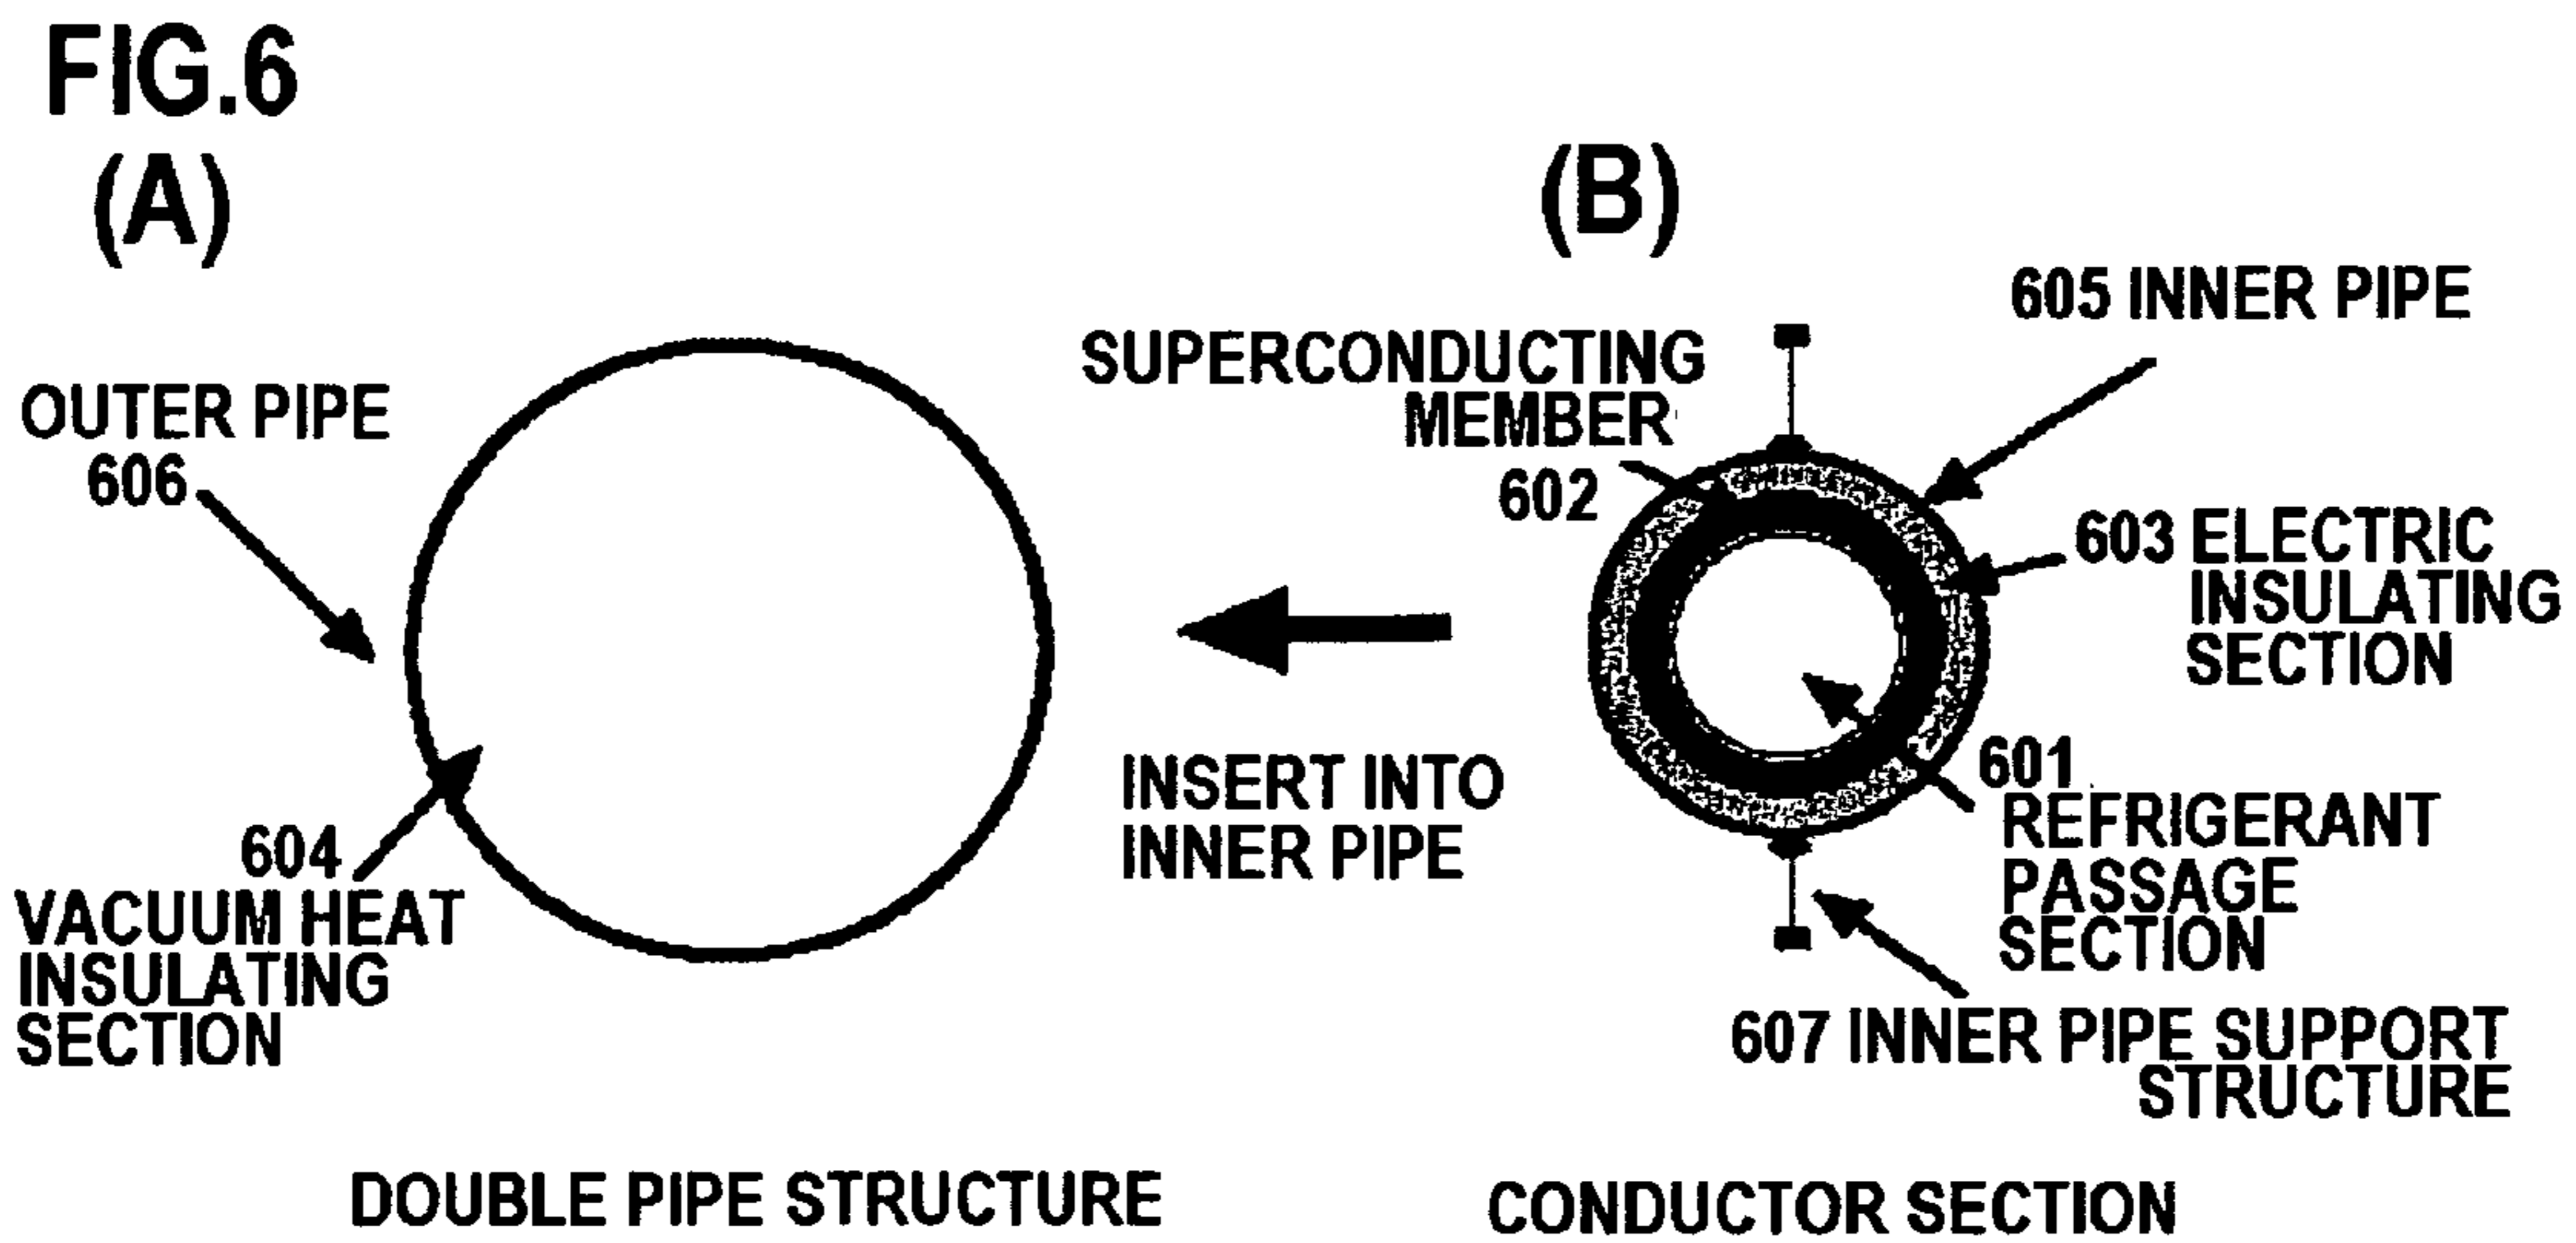 FIG.6
(A)
OUTER PIPE
606
604
VACUUM HEAT
INSULATING
SECTION
DOUBLE PIPE STRUCTURE
INSERT INTO
INNER PIPE
(B)
SUPERCONDUCTING
MEMBER
602
605 INNER PIPE
603 ELECTRIC
INSULATING
SECTION
601
REFRIGERANT
PASSAGE
SECTION
607 INNER PIPE SUPPORT
STRUCTURE
CONDUCTOR SECTION